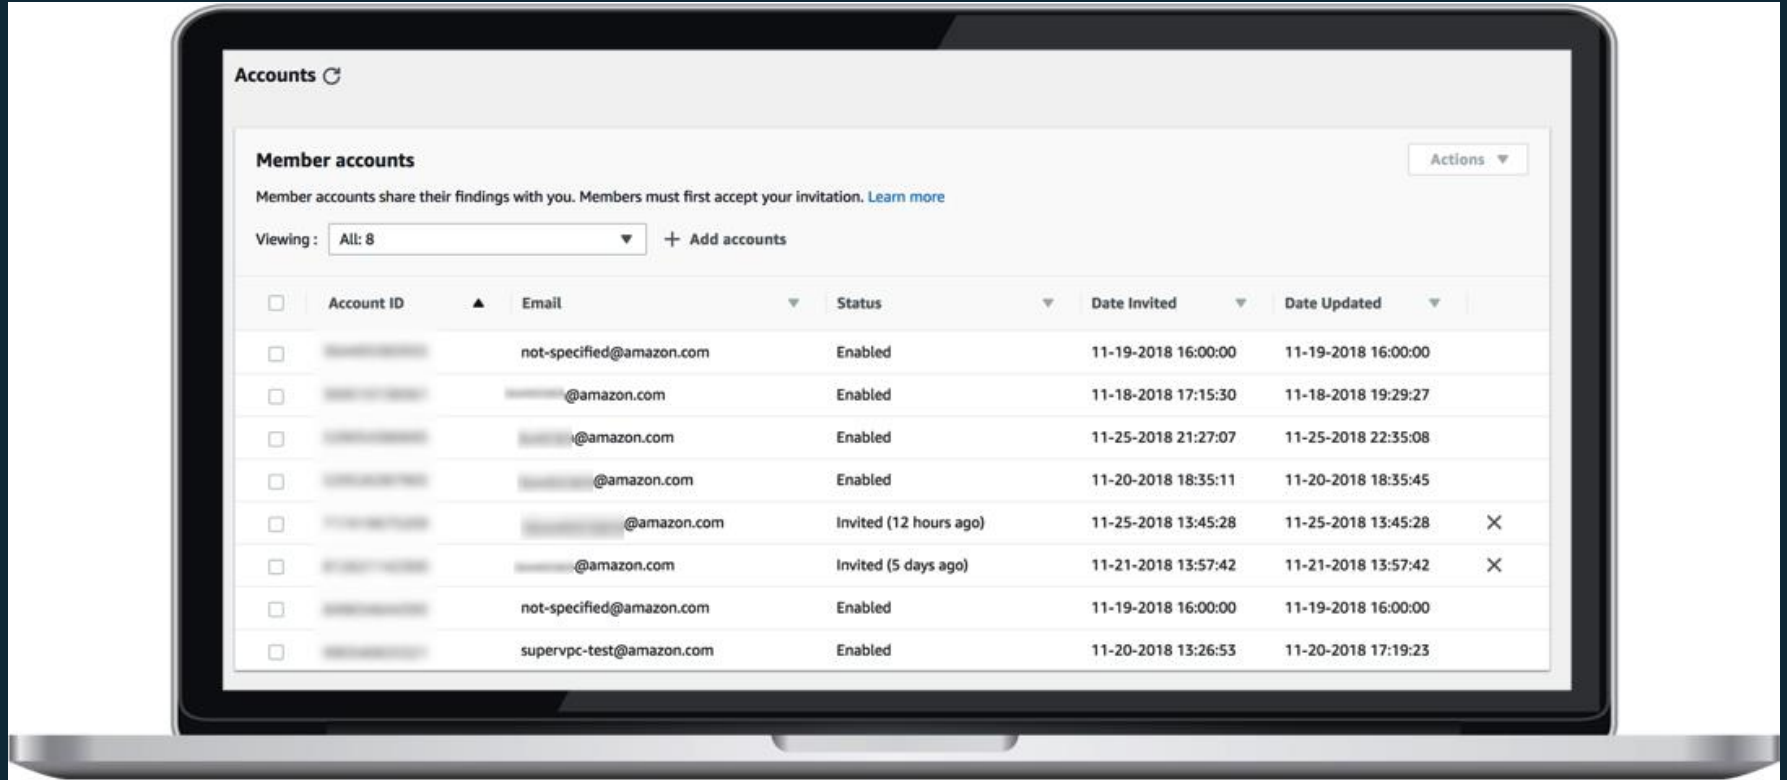 Accounts
Member accounts
Actions
Member accounts share their findings with you. Members must first accept your invitation. Learn more
Viewing : All: 8 + Add accounts
Account ID Email Status Date Invited Date Updated
not-specified@amazon.com Enabled 11-19-2018 16:00:00 11-19-2018 16:00:00
@amazon.com Enabled 11-18-2018 17:15:30 11-18-2018 19:29:27
@amazon.com Enabled 11-25-2018 21:27:07 11-25-2018 22:35:08
@amazon.com Enabled 11-20-2018 18:35:11 11-20-2018 18:35:45
@amazon.com Invited (12 hours ago) 11-25-2018 13:45:28 11-25-2018 13:45:28
@amazon.com Invited (5 days ago) 11-21-2018 13:57:42 11-21-2018 13:57:42
not-specified@amazon.com Enabled 11-19-2018 16:00:00 11-19-2018 16:00:00
supervpc-test@amazon.com Enabled 11-20-2018 13:26:53 11-20-2018 17:19:23